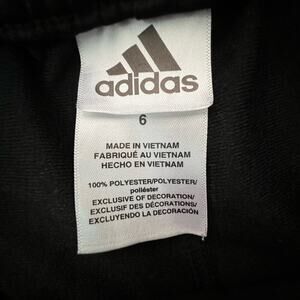 adidas
6
MADE IN VIETNAM
FABRIQUÉ AU VIETNAM
HECHO EN VIETNAM
100% POLYESTER/POLYESTER/
poliéster
EXCLUSIVE OF DECORATION/
EXCLUSIF DES DÉCORATIONS/
EXCLUYENDO LA DECORACIÓN